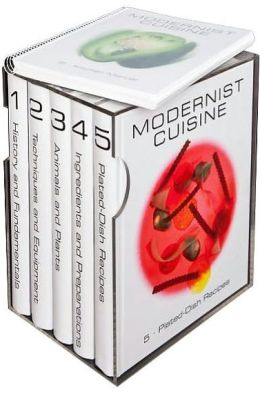 MODERNIST
CUISINE
1 History and Fundamentals
2 Techniques and Equipment
3 Animals and Plants
4 Ingredients and Preparations
5 Plated-Dish Recipes
MODERNIST
CUISINE
5 . Plated-Dish Recipes